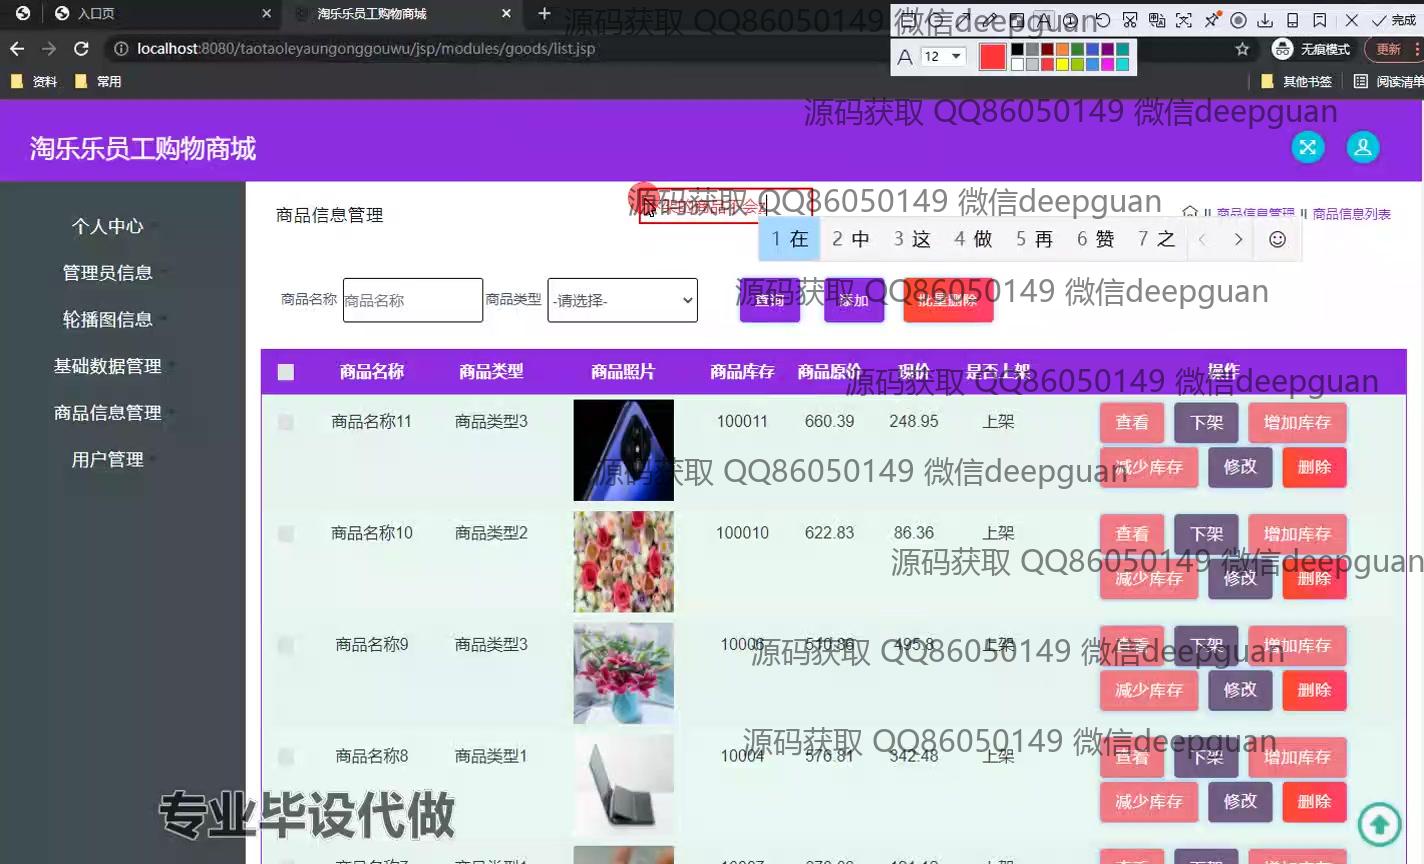 入口页
淘乐乐员工购物商城
源码获取 QQ86050149 微信deepguan
完成
localhost:8080/taotaoleyaungonggouwu/jsp/modules/goods/list.jsp
A 12
无痕模式
更新
资料
常用
其他书签
阅读清单
源码获取 QQ86050149 微信deepguan
淘乐乐员工购物商城
源码获取 QQ86050149 微信deepguan
商品信息管理
商品信息管理
商品信息列表
1 在 2 中 3 这 4 做 5 再 6 赞 7 之
个人中心
管理员信息
轮播图信息
基础数据管理
商品信息管理
用户管理
商品名称
商品名称
商品类型
-请选择-
查询
添加
批量删除
源码获取 QQ86050149 微信deepguan
商品名称 商品类型 商品照片 商品库存 商品原价 现价 是否上架 操作
源码获取 QQ86050149 微信deepguan
商品名称11 商品类型3 100011 660.39 248.95 上架 查看 下架 增加库存
减少库存 修改 删除
源码获取 QQ86050149 微信deepguan
商品名称10 商品类型2 100010 622.83 86.36 上架 查看 下架 增加库存
减少库存 修改 删除
源码获取 QQ86050149 微信deepguan
商品名称9 商品类型3 10006 510.86 495.8 上架 查看 下架 增加库存
源码获取 QQ86050149 微信deepguan
减少库存 修改 删除
商品名称8 商品类型1 10004 576.81 342.48 上架 查看 下架 增加库存
源码获取 QQ86050149 微信deepguan
减少库存 修改 删除
专业毕设代做